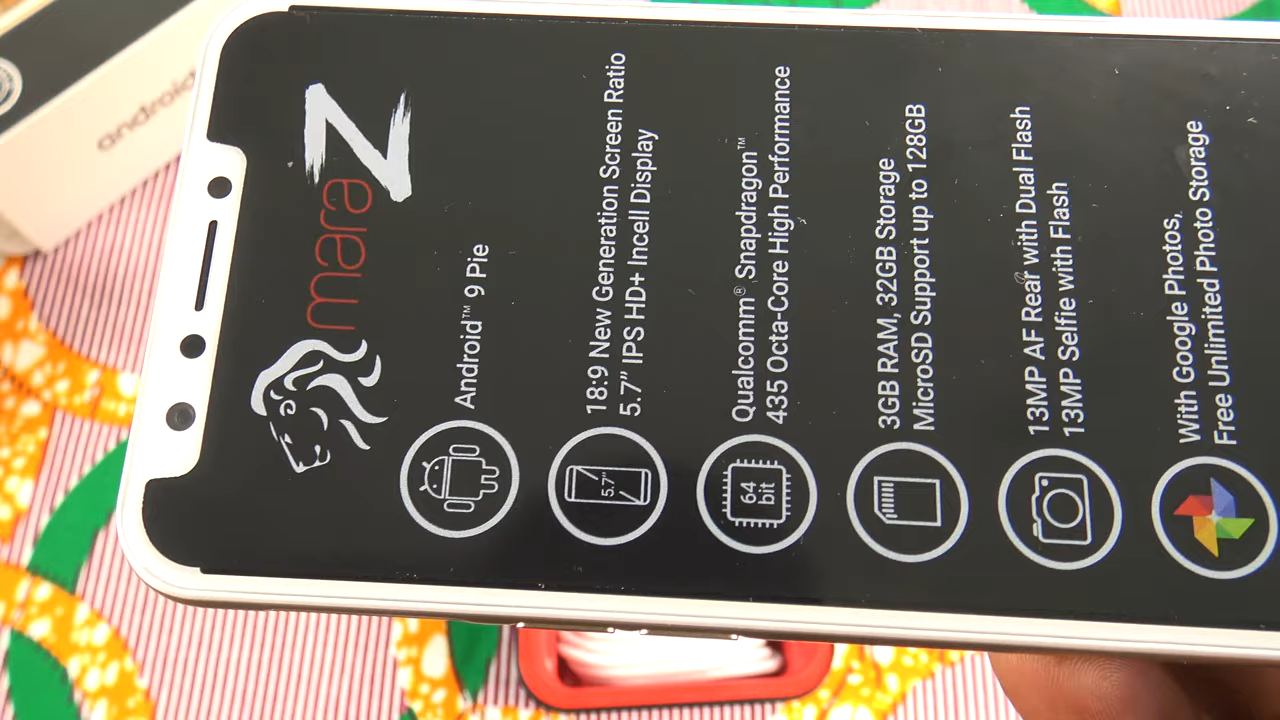 android
mara Z
Android™ 9 Pie
18:9 New Generation Screen Ratio
5.7" IPS HD+ Incell Display
5.7"
Qualcomm® Snapdragon™
435 Octa-Core High Performance
64
bit
3GB RAM, 32GB Storage
MicroSD Support up to 128GB
13MP AF Rear with Dual Flash
13MP Selfie with Flash
With Google Photos,
Free Unlimited Photo Storage